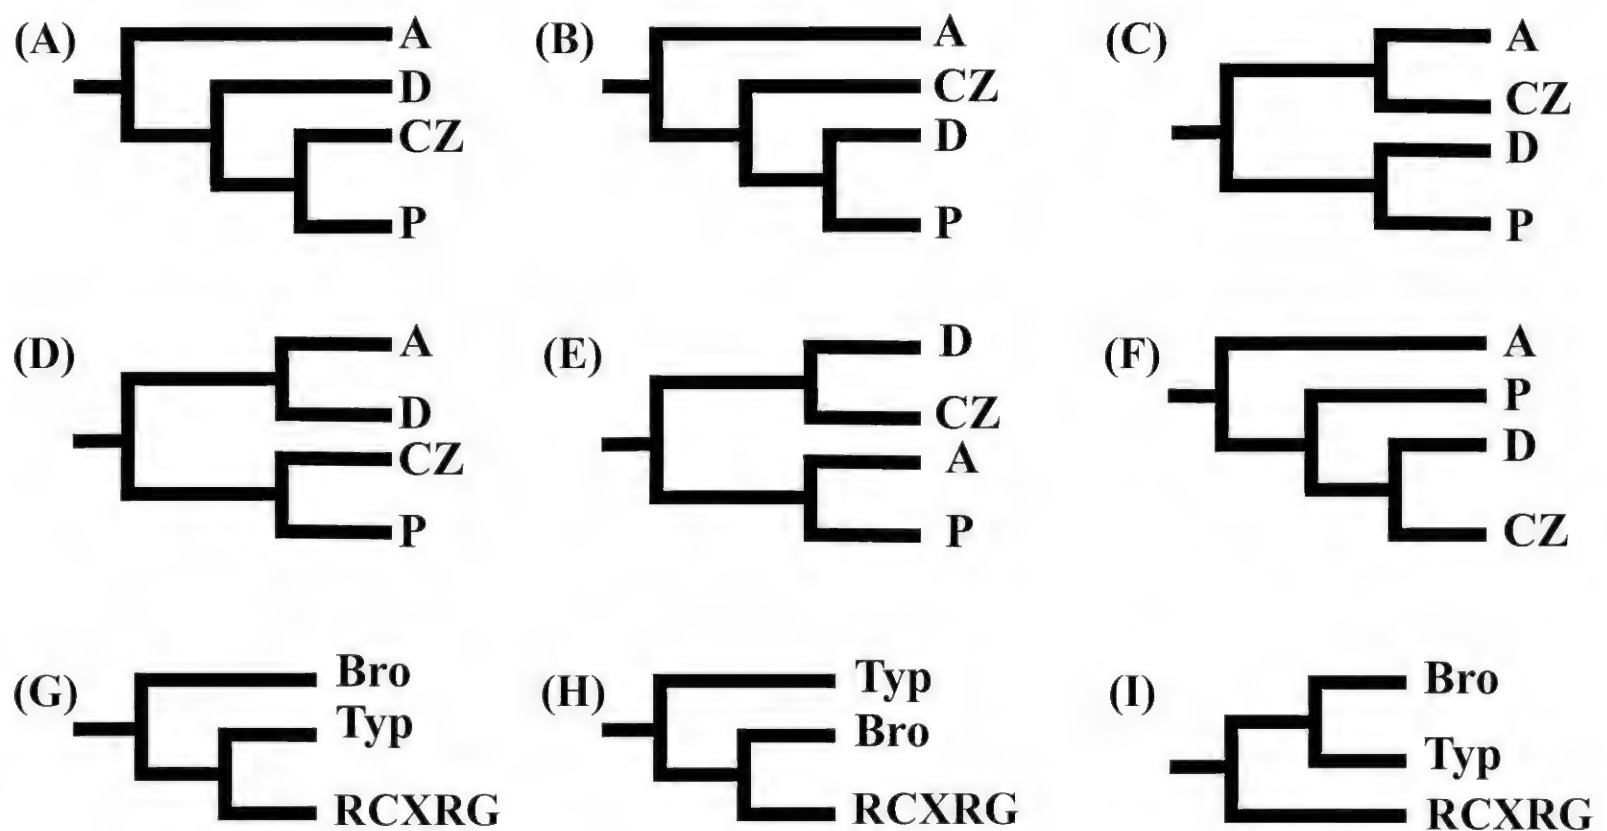 (A) A (B) A (C) A
D CZ CZ
CZ D D
P P P
(D) A (E) D (F) A
D CZ P
CZ A D
P P CZ
(G) Bro (H) Typ (I) Bro
Typ Bro Typ
RCXRG RCXRG RCXRG